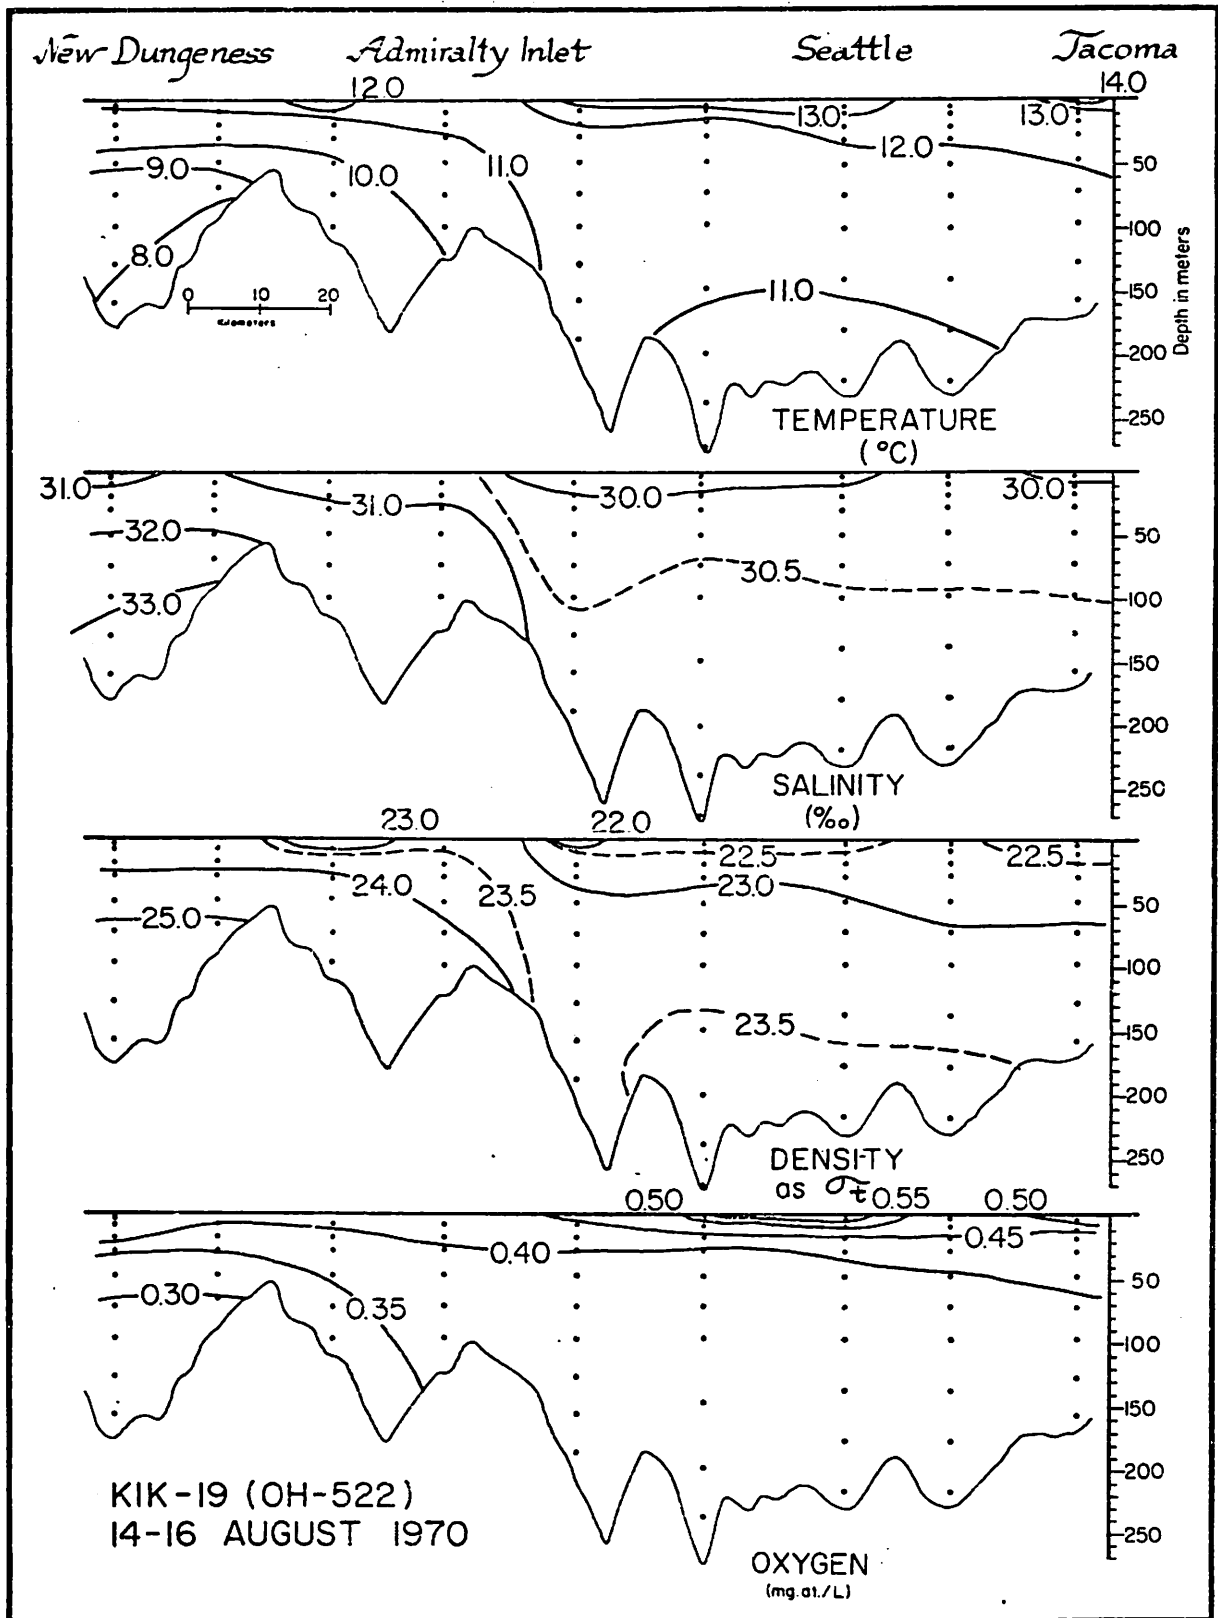 New Dungeness Admiralty Inlet Seattle Tacoma
12.0 14.0
13.0 13.0
9.0 10.0 11.0 12.0 50
100
8.0
0 10 20
Kilometers
11.0 150
Depth in meters
200
250
TEMPERATURE
(°C)
31.0 31.0 30.0 30.0
32.0 50
30.5
33.0 100
150
200
SALINITY 250
(‰)
23.0 22.0
22.5 22.5
24.0 23.5 23.0
25.0 50
100
23.5 150
200
DENSITY 250
as σt
0.50 0.55 0.50
0.40 0.45
0.30 0.35 50
100
150
200
KIK-19 (OH-522)
14-16 AUGUST 1970 250
OXYGEN
(mg.at./L)